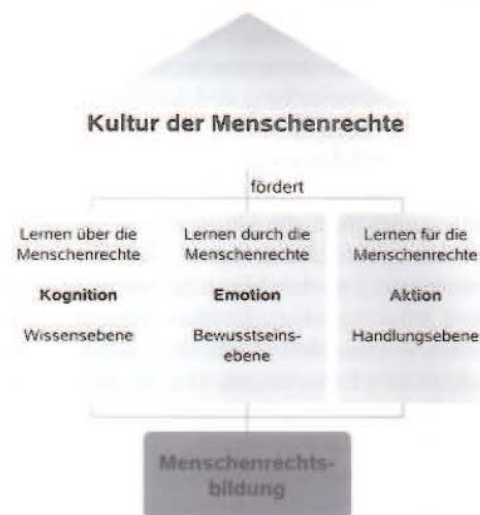 Kultur der Menschenrechte
fördert
Lernen über die
Menschenrechte
Kognition
Wissensebene
Lernen durch die
Menschenrechte
Emotion
Bewusstseins-
ebene
Lernen für die
Menschenrechte
Aktion
Handlungsebene
Menschenrechts-
bildung